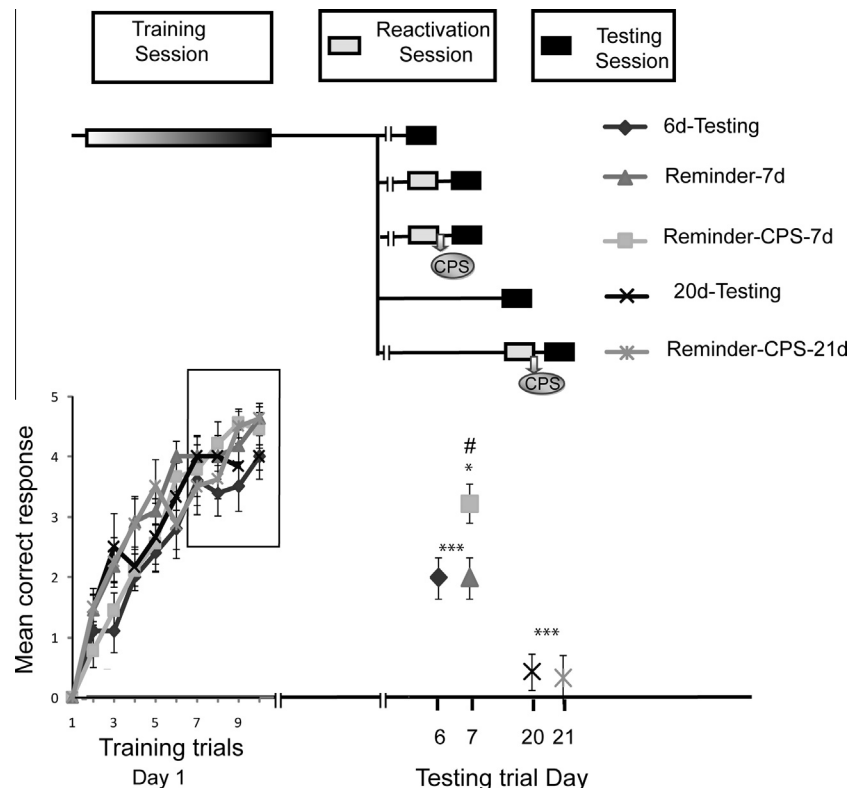 Training
Session
Reactivation
Session
Testing
Session
6d-Testing
Reminder-7d
Reminder-CPS-7d
CPS
20d-Testing
Reminder-CPS-21d
CPS
Mean correct response
5
4
3
2
1
0
#
*
***
***
1 3 5 7 9
6 7 20 21
Training trials
Day 1
Testing trial Day